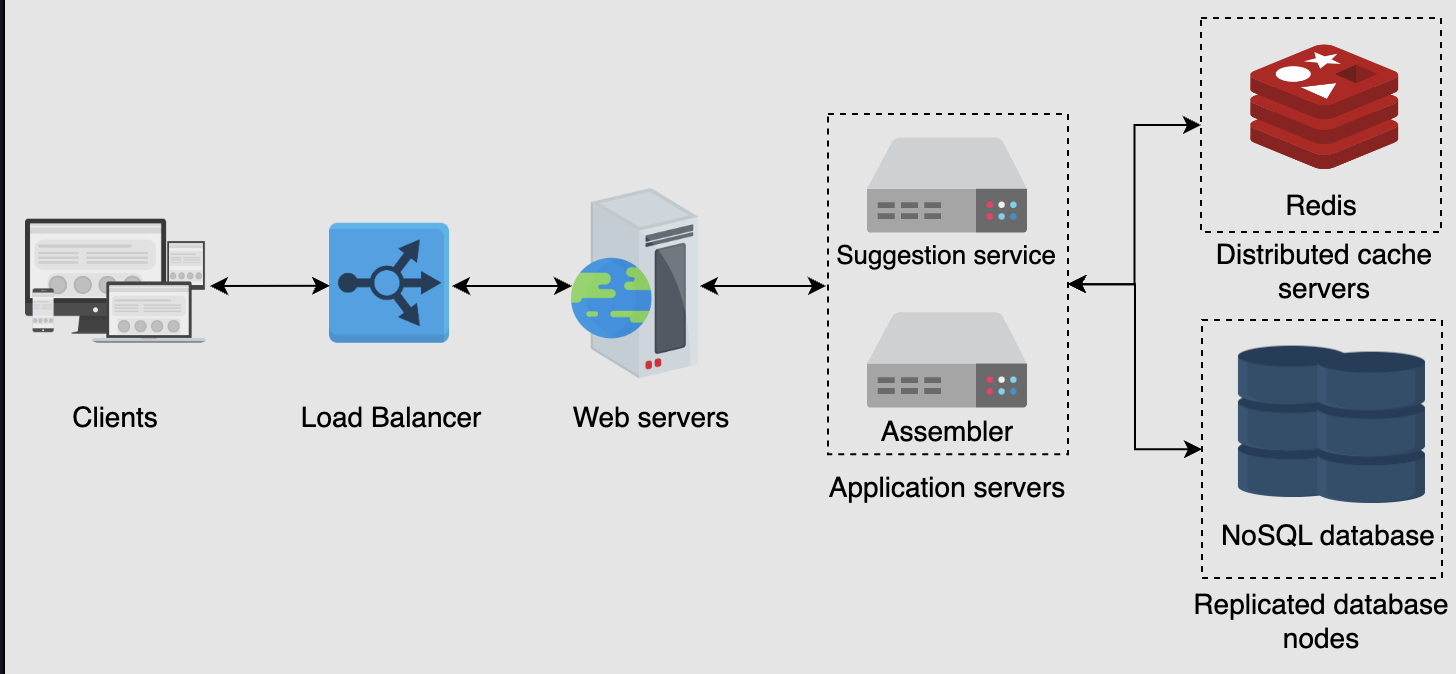 Clients
Load Balancer
Web servers
Suggestion service
Assembler
Application servers
Redis
Distributed cache
servers
NoSQL database
Replicated database
nodes